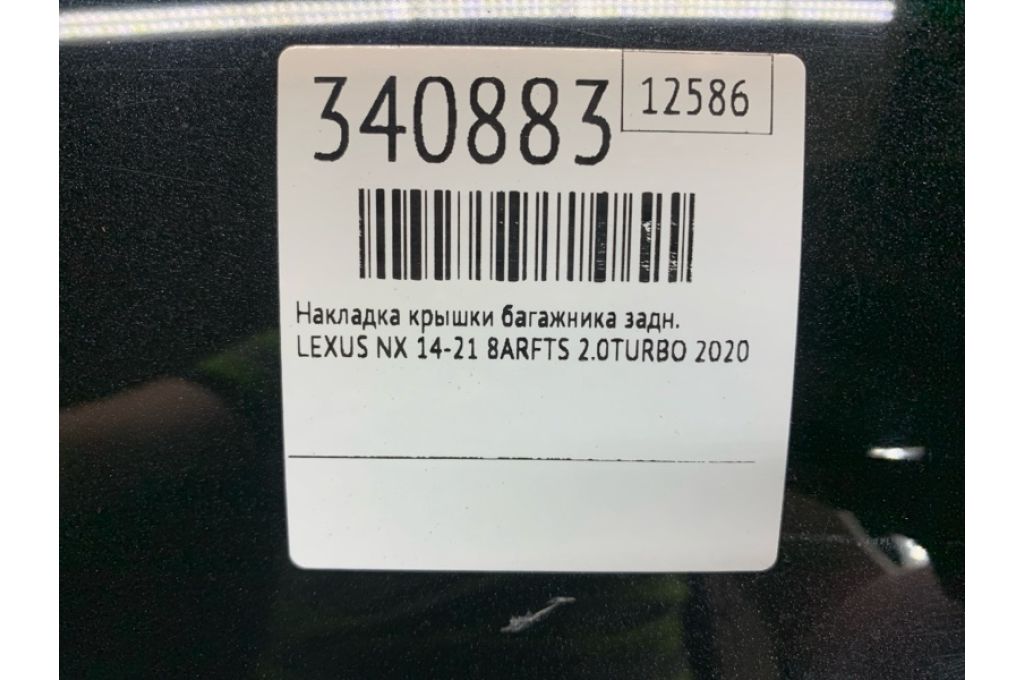 340883
12586
Накладка крышки багажника задн.
LEXUS NX 14-21 8ARFTS 2.0TURBO 2020